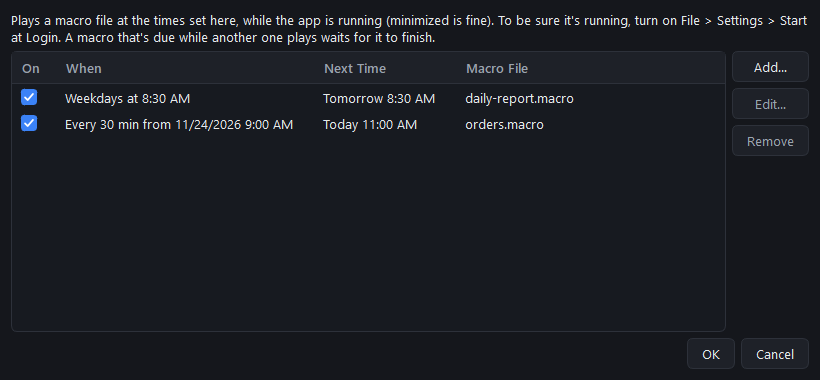 Plays a macro file at the times set here, while the app is running (minimized is fine). To be sure it's running, turn on File > Settings > Start
at Login. A macro that's due while another one plays waits for it to finish.
On When Next Time Macro File
Weekdays at 8:30 AM Tomorrow 8:30 AM daily-report.macro
Every 30 min from 11/24/2026 9:00 AM Today 11:00 AM orders.macro
Add...
Edit...
Remove
OK Cancel